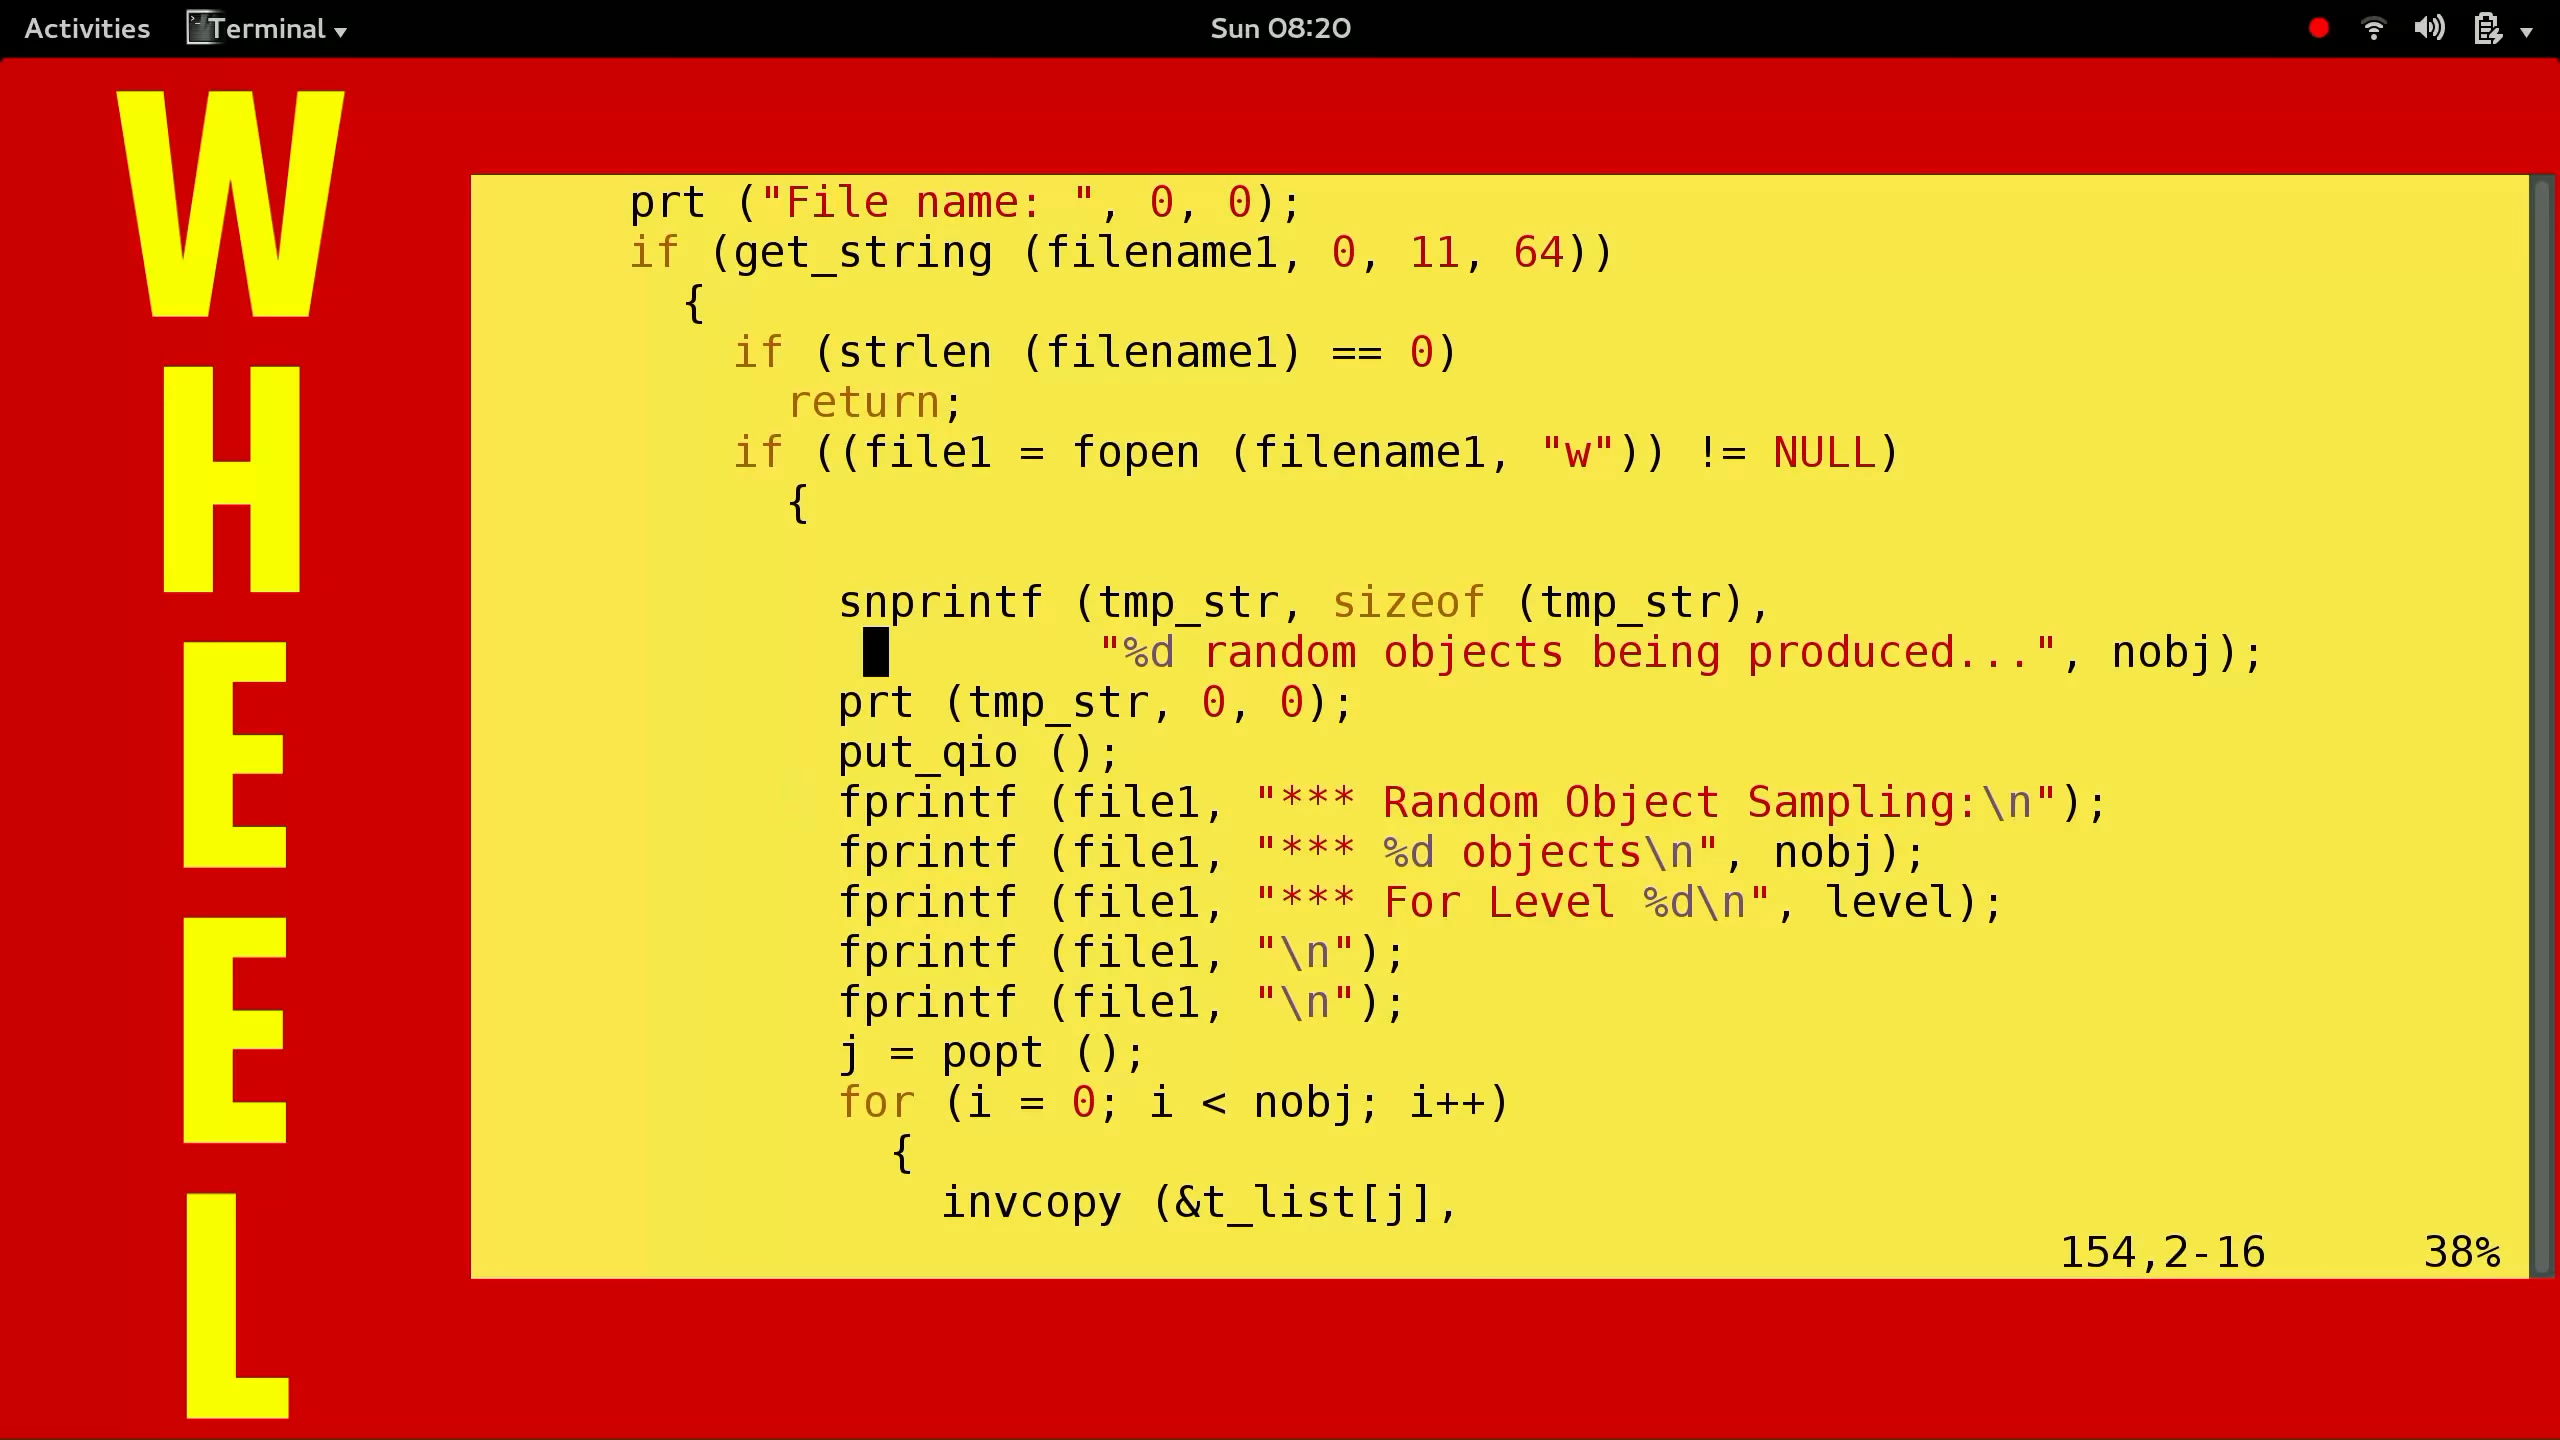 Activities Terminal Sun 08:20
WHEEL
prt ("File name: ", 0, 0);
if (get_string (filename1, 0, 11, 64))
{
if (strlen (filename1) == 0)
return;
if ((file1 = fopen (filename1, "w")) != NULL)
{
snprintf (tmp_str, sizeof (tmp_str),
"%d random objects being produced...", nobj);
prt (tmp_str, 0, 0);
put_qio ();
fprintf (file1, "*** Random Object Sampling:\n");
fprintf (file1, "*** %d objects\n", nobj);
fprintf (file1, "*** For Level %d\n", level);
fprintf (file1, "\n");
fprintf (file1, "\n");
j = popt ();
for (i = 0; i < nobj; i++)
{
invcopy (&t_list[j],
154,2-16 38%